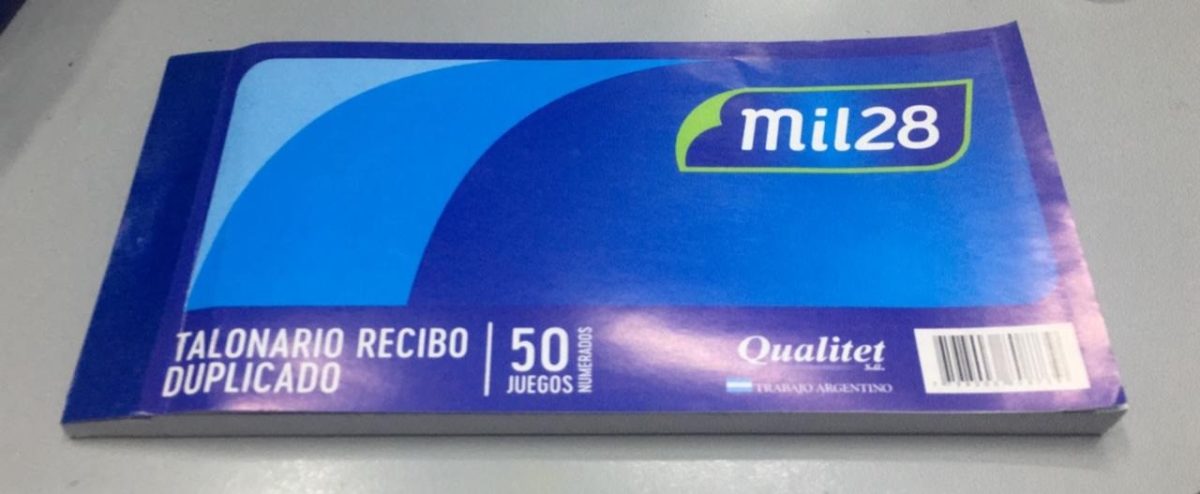 mil28
TALONARIO RECIBO
DUPLICADO
50
JUEGOS
NUMERADOS
Qualitet
S.A.
TRABAJO ARGENTINO